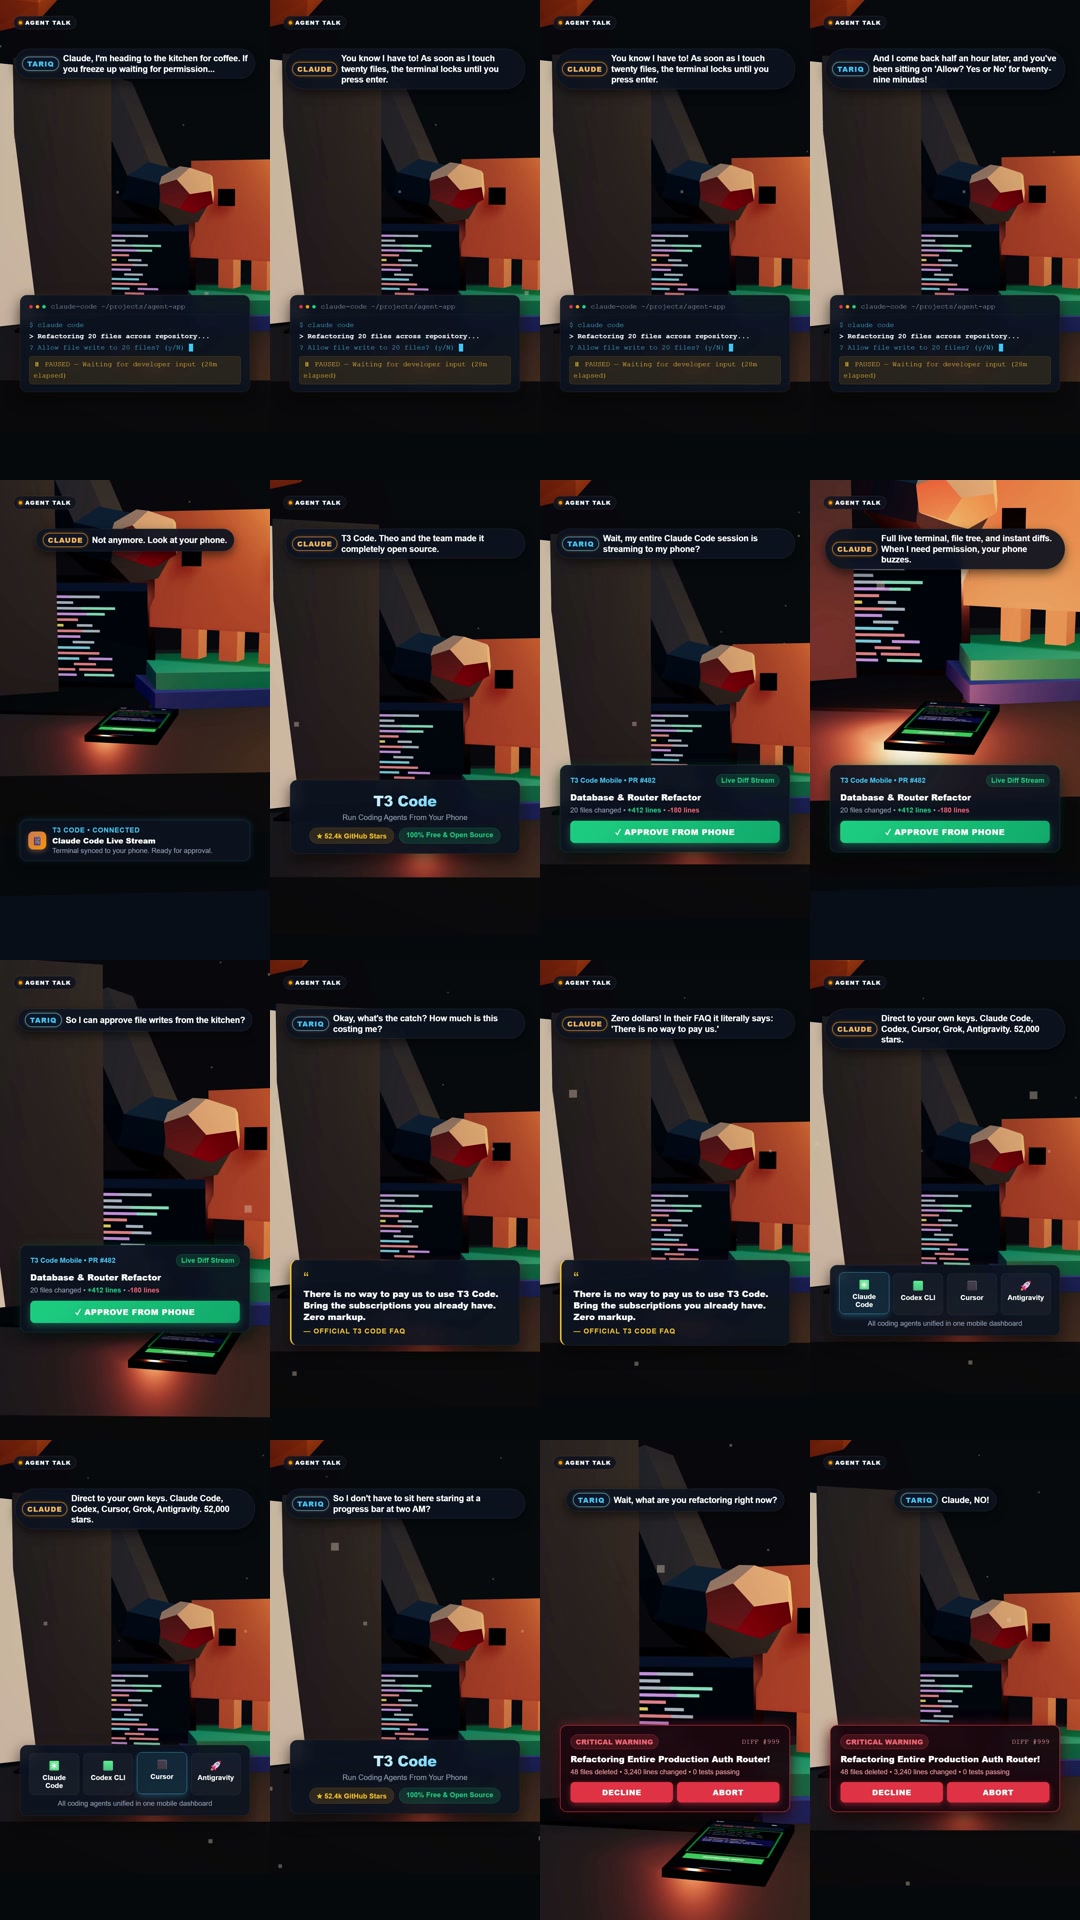 AGENT TALK
TARIQ
Claude, I'm heading to the kitchen for coffee. If
you freeze up waiting for permission...
claude-code ~/projects/agent-app
$ claude code
> Refactoring 20 files across repository...
? Allow file write to 20 files? (y/N)
PAUSED — Waiting for developer input (28m
elapsed)
AGENT TALK
CLAUDE
You know I have to! As soon as I touch
twenty files, the terminal locks until you
press enter.
claude-code ~/projects/agent-app
$ claude code
> Refactoring 20 files across repository...
? Allow file write to 20 files? (y/N)
PAUSED — Waiting for developer input (28m
elapsed)
AGENT TALK
CLAUDE
You know I have to! As soon as I touch
twenty files, the terminal locks until you
press enter.
claude-code ~/projects/agent-app
$ claude code
> Refactoring 20 files across repository...
? Allow file write to 20 files? (y/N)
PAUSED — Waiting for developer input (28m
elapsed)
AGENT TALK
TARIQ
And I come back half an hour later, and you've
been sitting on 'Allow? Yes or No' for twenty-
nine minutes!
claude-code ~/projects/agent-app
$ claude code
> Refactoring 20 files across repository...
? Allow file write to 20 files? (y/N)
PAUSED — Waiting for developer input (28m
elapsed)
AGENT TALK
CLAUDE
Not anymore. Look at your phone.
T3 CODE • CONNECTED
Claude Code Live Stream
Terminal synced to your phone. Ready for approval.
AGENT TALK
CLAUDE
T3 Code. Theo and the team made it
completely open source.
T3 Code
Run Coding Agents From Your Phone
★ 52.4k GitHub Stars
100% Free & Open Source
AGENT TALK
TARIQ
Wait, my entire Claude Code session is
streaming to my phone?
T3 Code Mobile • PR #482
Live Diff Stream
Database & Router Refactor
20 files changed • +412 lines • -180 lines
✓ APPROVE FROM PHONE
AGENT TALK
CLAUDE
Full live terminal, file tree, and instant diffs.
When I need permission, your phone
buzzes.
T3 Code Mobile • PR #482
Live Diff Stream
Database & Router Refactor
20 files changed • +412 lines • -180 lines
✓ APPROVE FROM PHONE
AGENT TALK
TARIQ
So I can approve file writes from the kitchen?
T3 Code Mobile • PR #482
Live Diff Stream
Database & Router Refactor
20 files changed • +412 lines • -180 lines
✓ APPROVE FROM PHONE
AGENT TALK
TARIQ
Okay, what's the catch? How much is this
costing me?
“
There is no way to pay us to use T3 Code.
Bring the subscriptions you already have.
Zero markup.
— OFFICIAL T3 CODE FAQ
AGENT TALK
CLAUDE
Zero dollars! In their FAQ it literally says:
'There is no way to pay us.'
“
There is no way to pay us to use T3 Code.
Bring the subscriptions you already have.
Zero markup.
— OFFICIAL T3 CODE FAQ
AGENT TALK
CLAUDE
Direct to your own keys. Claude Code,
Codex, Cursor, Grok, Antigravity. 52,000
stars.
Claude
Code
Codex CLI
Cursor
Antigravity
All coding agents unified in one mobile dashboard
AGENT TALK
CLAUDE
Direct to your own keys. Claude Code,
Codex, Cursor, Grok, Antigravity. 52,000
stars.
Claude
Code
Codex CLI
Cursor
Antigravity
All coding agents unified in one mobile dashboard
AGENT TALK
TARIQ
So I don't have to sit here staring at a
progress bar at two AM?
T3 Code
Run Coding Agents From Your Phone
★ 52.4k GitHub Stars
100% Free & Open Source
AGENT TALK
TARIQ
Wait, what are you refactoring right now?
CRITICAL WARNING
DIFF #999
Refactoring Entire Production Auth Router!
48 files deleted • 3,240 lines changed • 0 tests passing
DECLINE
ABORT
AGENT TALK
TARIQ
Claude, NO!
CRITICAL WARNING
DIFF #999
Refactoring Entire Production Auth Router!
48 files deleted • 3,240 lines changed • 0 tests passing
DECLINE
ABORT